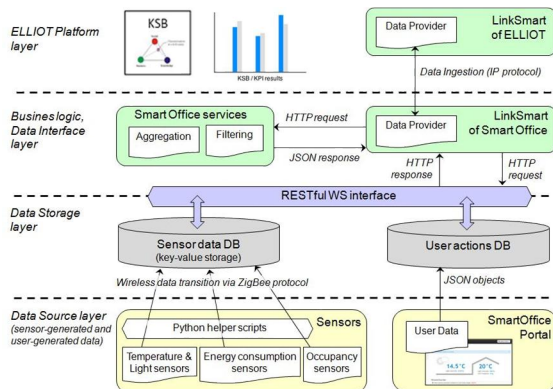 ELLIOT Platform
layer
KSB
KSB / KPI results
Data Provider
LinkSmart
of ELLIOT
Data Ingestion (IP protocol)
Busines logic,
Data Interface
layer
Smart Office services
Aggregation
Filtering
HTTP request
JSON response
Data Provider
LinkSmart
of Smart Office
HTTP
response
HTTP
request
RESTful WS interface
Data Storage
layer
Sensor data DB
(key-value storage)
User actions DB
Wireless data transition via ZigBee protocol
JSON objects
Data Source layer
(sensor-generated and
user-generated data)
Python helper scripts
Sensors
Temperature &
Light sensors
Energy consumption
sensors
Occupancy
sensors
User Data
SmartOffice
Portal
14.5 °C
20°C